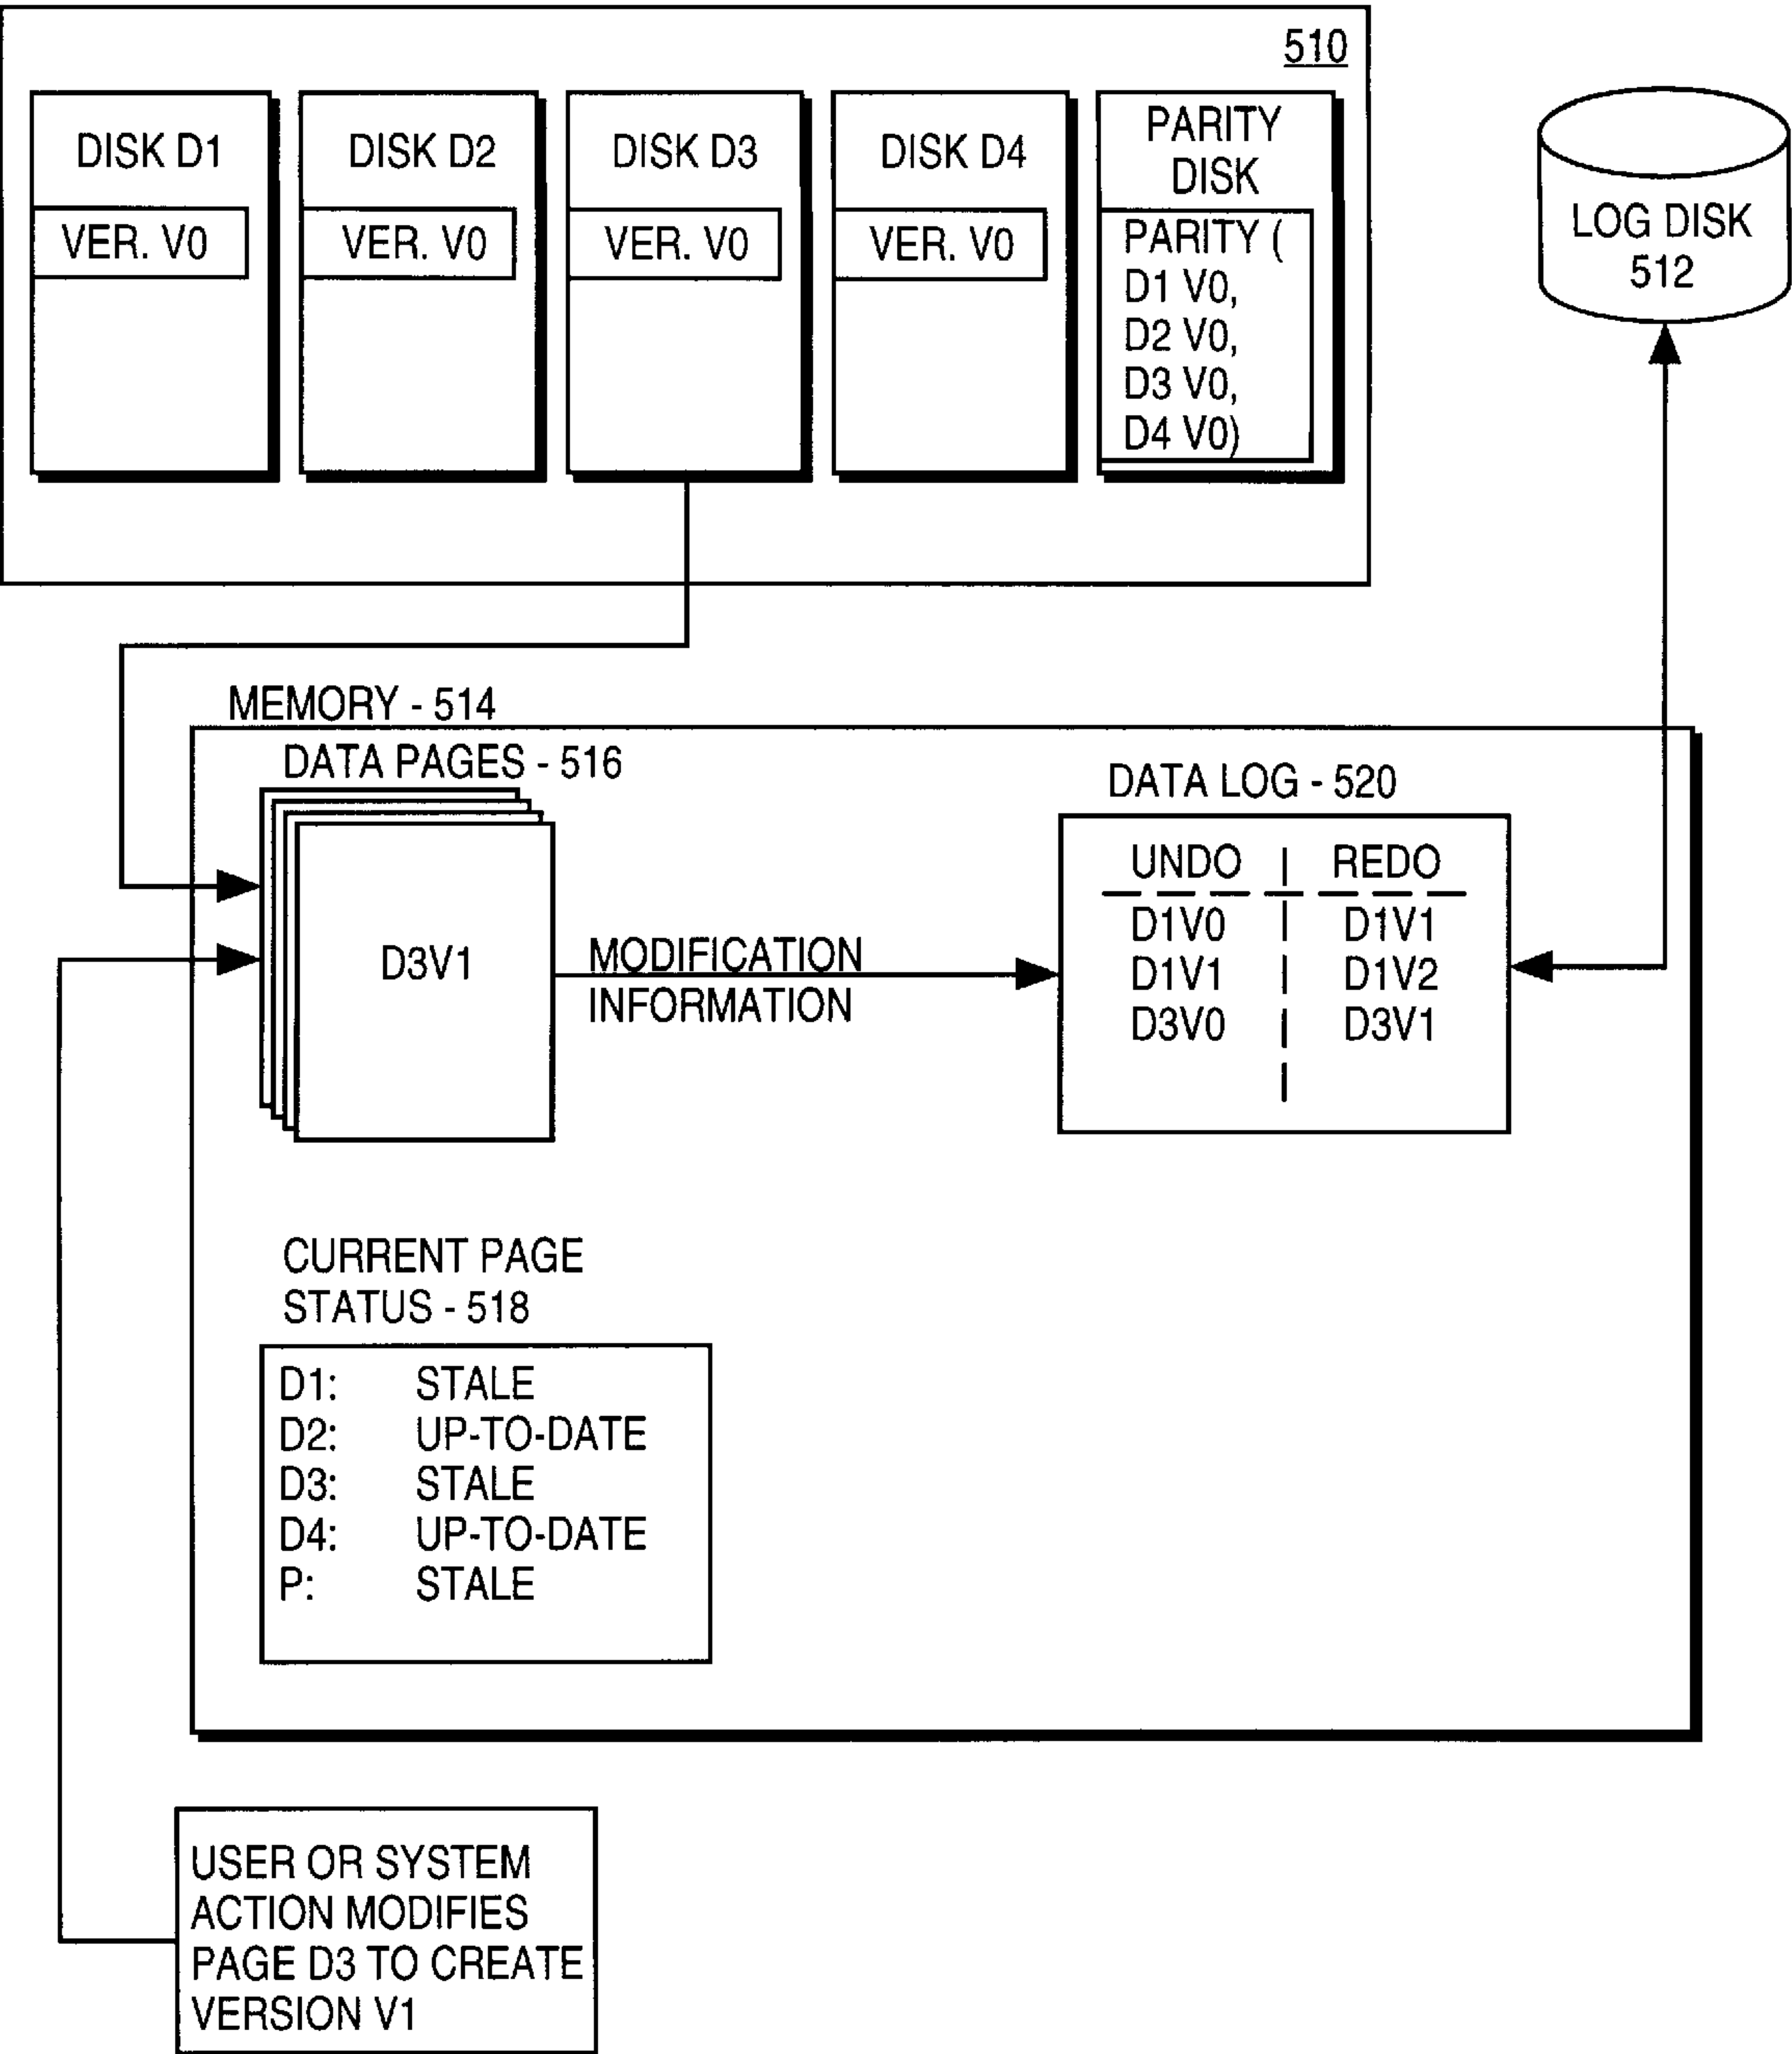 510
DISK D1
VER. V0
DISK D2
VER. V0
DISK D3
VER. V0
DISK D4
VER. V0
PARITY
DISK
PARITY (
D1 V0,
D2 V0,
D3 V0,
D4 V0)
LOG DISK
512
MEMORY - 514
DATA PAGES - 516
D3V1
MODIFICATION
INFORMATION
DATA LOG - 520
UNDO | REDO
D1V0 D1V1
D1V1 D1V2
D3V0 D3V1
CURRENT PAGE
STATUS - 518
D1: STALE
D2: UP-TO-DATE
D3: STALE
D4: UP-TO-DATE
P: STALE
USER OR SYSTEM
ACTION MODIFIES
PAGE D3 TO CREATE
VERSION V1